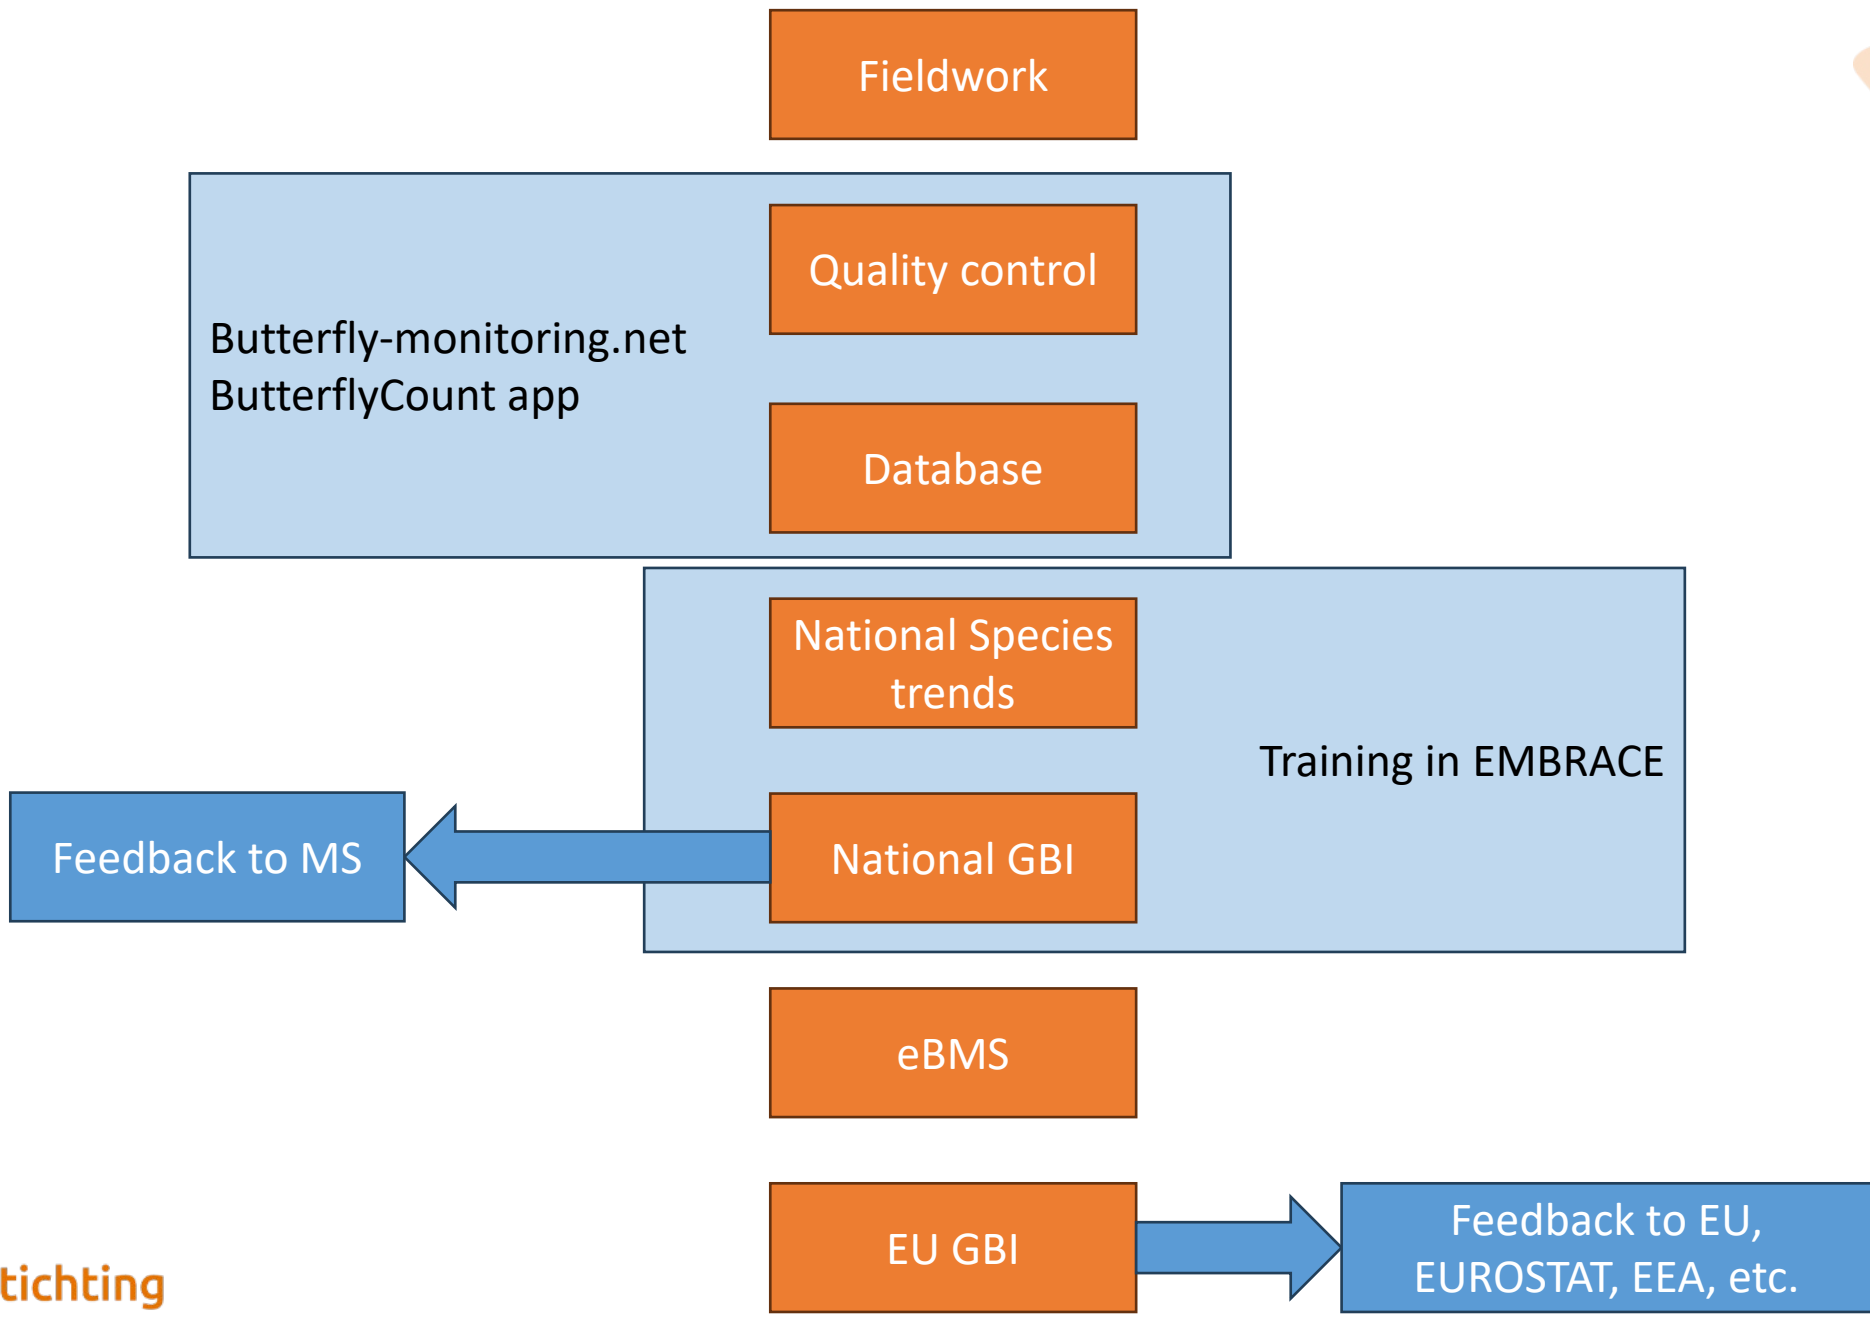 Fieldwork
Quality control
Butterfly-monitoring.net
ButterflyCount app
Database
National Species
trends
Training in EMBRACE
Feedback to MS
National GBI
eBMS
EU GBI
Feedback to EU,
EUROSTAT, EEA, etc.
tichting